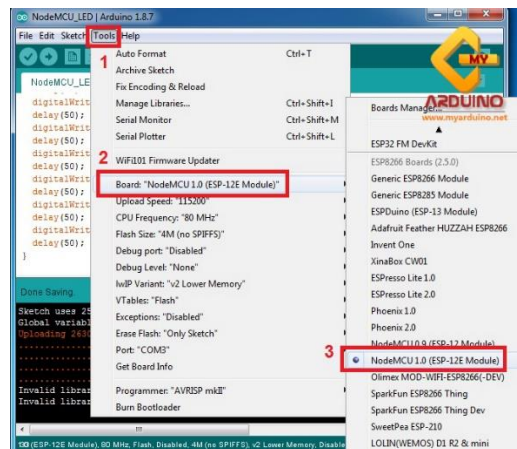 NodeMCU_LED | Arduino 1.8.7
File Edit Sketch Tools Help
1
NodeMCU_LE
digitalWrit
delay(50);
digitalWrit
delay(50);
digitalWrit
delay(50);
digitalWrit
delay(50);
digitalWrit
delay(50);
digitalWrit
delay(50);
}
Done Saving.
Sketch uses 25
Global variabl
Uploading 2630
Invalid librar
Invalid librar
Auto Format Ctrl+T
Archive Sketch
Fix Encoding & Reload
Manage Libraries... Ctrl+Shift+I
Serial Monitor Ctrl+Shift+M
Serial Plotter Ctrl+Shift+L
2
WiFi101 Firmware Updater
Board: "NodeMCU 1.0 (ESP-12E Module)"
Upload Speed: "115200"
CPU Frequency: "80 MHz"
Flash Size: "4M (no SPIFFS)"
Debug port: "Disabled"
Debug Level: "None"
lwIP Variant: "v2 Lower Memory"
VTables: "Flash"
Exceptions: "Disabled"
Erase Flash: "Only Sketch"
Port: "COM3"
Get Board Info
Programmer: "AVRISP mkII"
Burn Bootloader
MY
ARDUINO
www.myarduino.net
Boards Manager...
ESP32 FM DevKit
ESP8266 Boards (2.5.0)
Generic ESP8266 Module
Generic ESP8285 Module
ESPDuino (ESP-13 Module)
Adafruit Feather HUZZAH ESP8266
Invent One
XinaBox CW01
ESPresso Lite 1.0
ESPresso Lite 2.0
Phoenix 1.0
Phoenix 2.0
NodeMCU 0.9 (ESP-12 Module)
3
NodeMCU 1.0 (ESP-12E Module)
Olimex MOD-WIFI-ESP8266(-DEV)
SparkFun ESP8266 Thing
SparkFun ESP8266 Thing Dev
SweetPea ESP-210
LOLIN(WEMOS) D1 R2 & mini
(ESP-12E Module), 80 MHz, Flash, Disabled, 4M (no SPIFFS), v2 Lower Memory, Disable